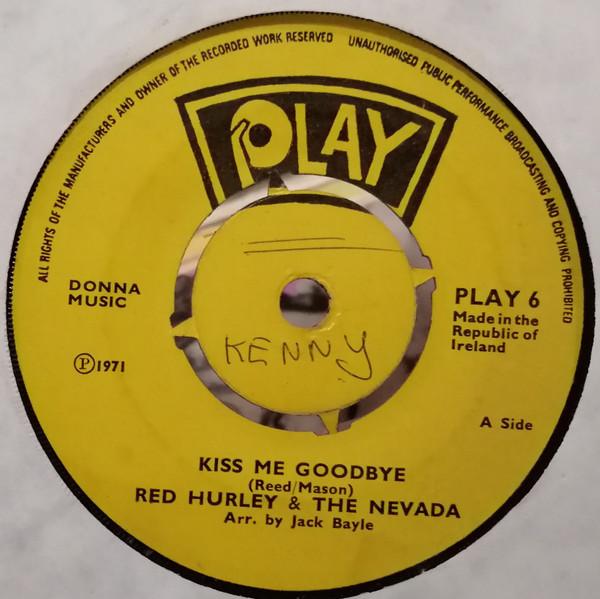 ALL RIGHTS OF THE MANUFACTURERS AND OWNER OF THE RECORDED WORK RESERVED UNAUTHORISED PUBLIC PERFORMANCE BROADCASTING AND COPYING PROHIBITED
PLAY
DONNA
MUSIC
℗1971
KENNY
PLAY 6
Made in the
Republic of
Ireland
A Side
KISS ME GOODBYE
(Reed/Mason)
RED HURLEY & THE NEVADA
Arr. by Jack Bayle